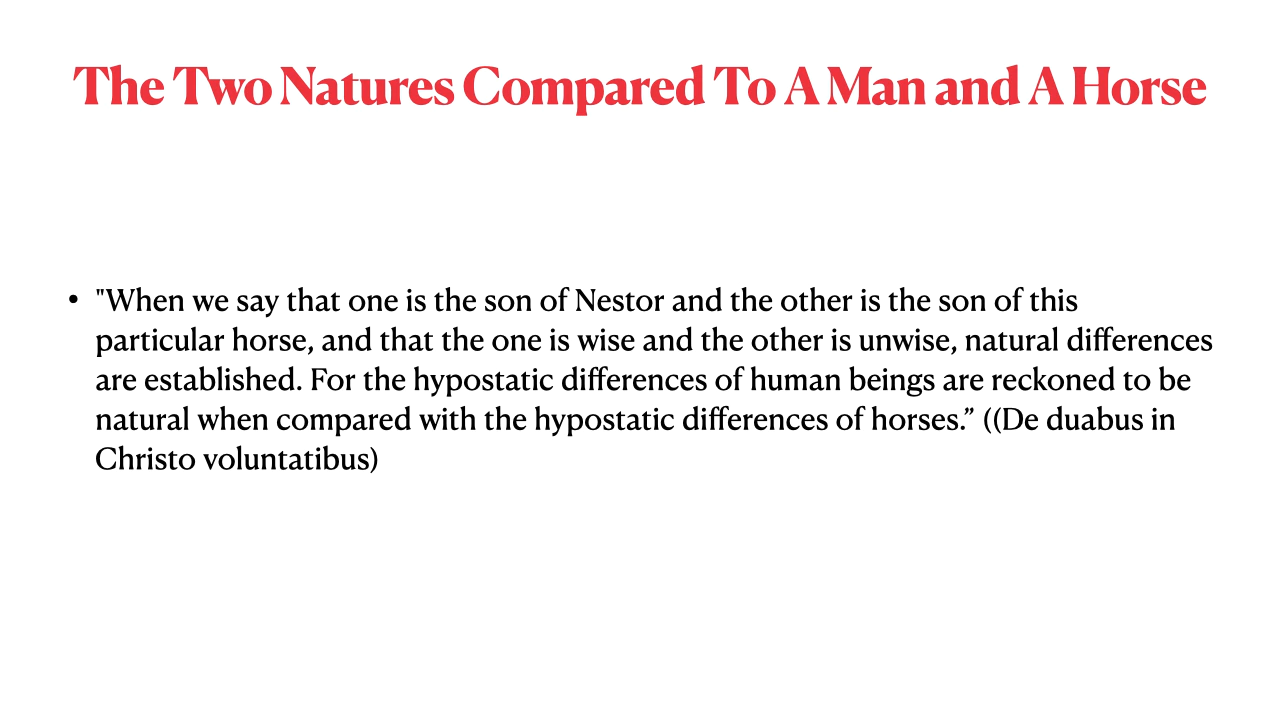 The Two Natures Compared To A Man and A Horse
• "When we say that one is the son of Nestor and the other is the son of this
particular horse, and that the one is wise and the other is unwise, natural differences
are established. For the hypostatic differences of human beings are reckoned to be
natural when compared with the hypostatic differences of horses.” ((De duabus in
Christo voluntatibus)